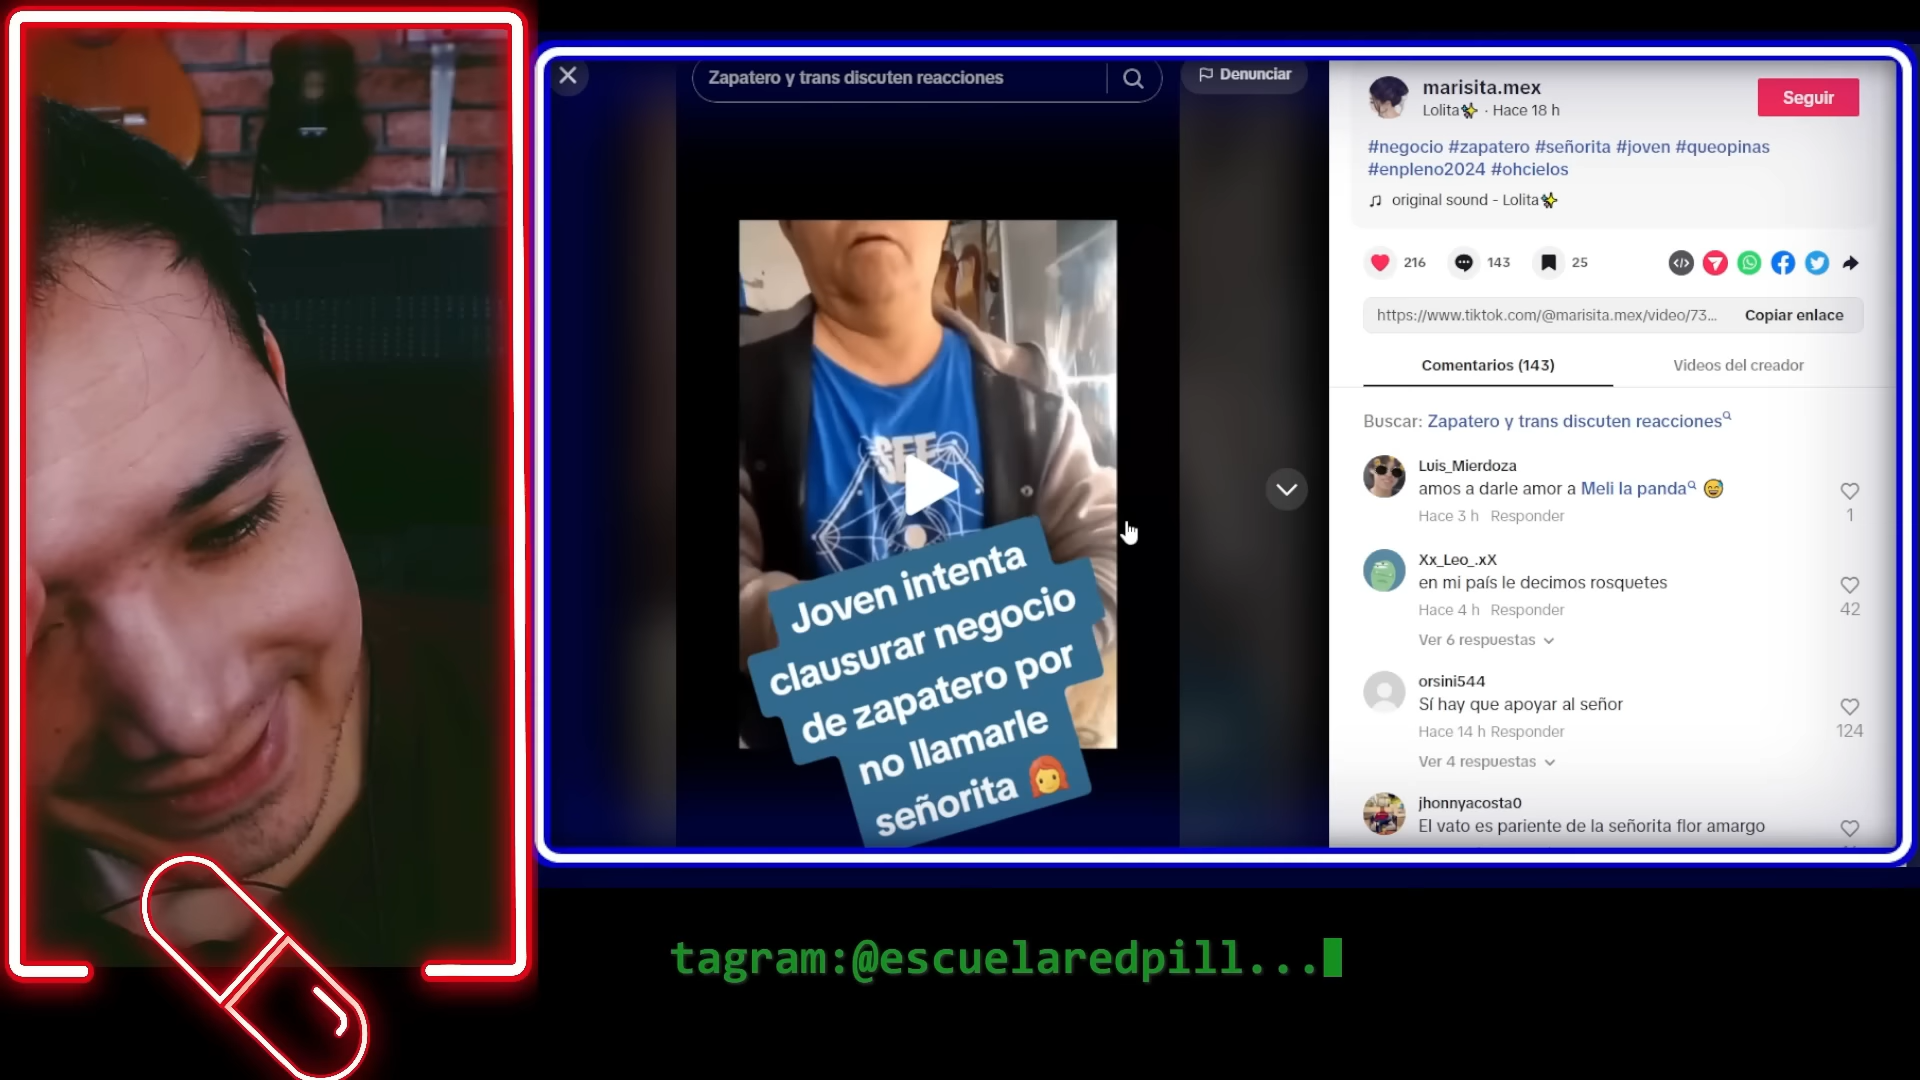 Zapatero y trans discuten reacciones
Denunciar
SEE
Joven intenta
clausurar negocio
de zapatero por
no llamarle
señorita
marisita.mex
Lolita✨ · Hace 18 h
Seguir
#negocio #zapatero #señorita #joven #queopinas
#enpleno2024 #ohcielos
original sound - Lolita✨
216
143
25
https://www.tiktok.com/@marisita.mex/video/73...
Copiar enlace
Comentarios (143)
Videos del creador
Buscar: Zapatero y trans discuten reacciones
Luis_Mierdoza
amos a darle amor a Meli la panda 😅
Hace 3 h Responder
1
Xx_Leo_.xX
en mi país le decimos rosquetes
Hace 4 h Responder
42
Ver 6 respuestas
orsini544
Sí hay que apoyar al señor
Hace 14 h Responder
124
Ver 4 respuestas
jhonnyacosta0
El vato es pariente de la señorita flor amargo
tagram:@escuelaredpill...